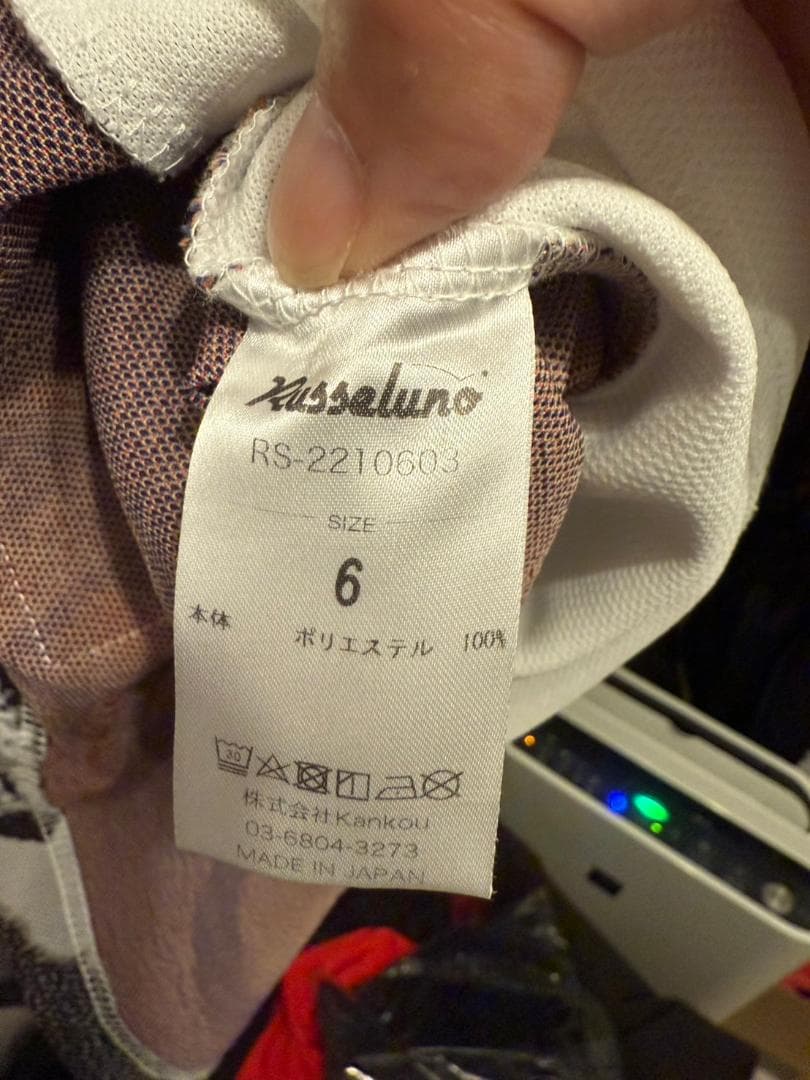 Russeluno
RS-2210603
SIZE
6
本体 ポリエステル 100%
30
株式会社Kankou
03-6804-3273
MADE IN JAPAN